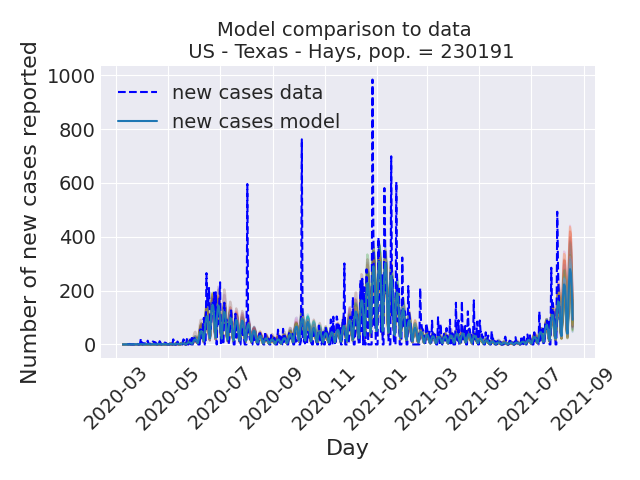 Model comparison to data
US - Texas - Hays, pop. = 230191
Number of new cases reported
1000
800
600
400
200
0
new cases data
new cases model
2020-03
2020-05
2020-07
2020-09
2020-11
2021-01
2021-03
2021-05
2021-07
2021-09
Day